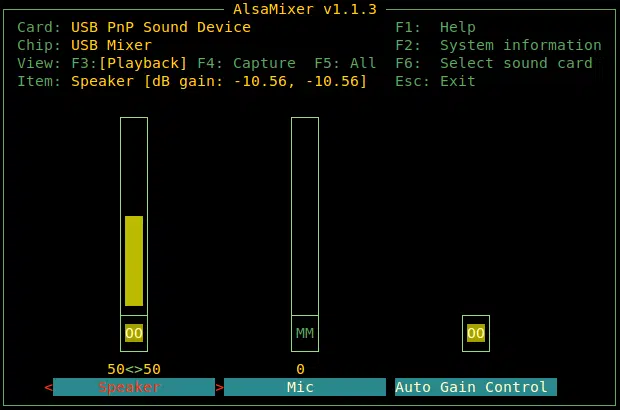 AlsaMixer v1.1.3
Card: USB PnP Sound Device F1: Help
Chip: USB Mixer F2: System information
View: F3:[Playback] F4: Capture F5: All F6: Select sound card
Item: Speaker [dB gain: -10.56, -10.56] Esc: Exit
OO MM OO
50<>50 0
< Speaker > Mic Auto Gain Control